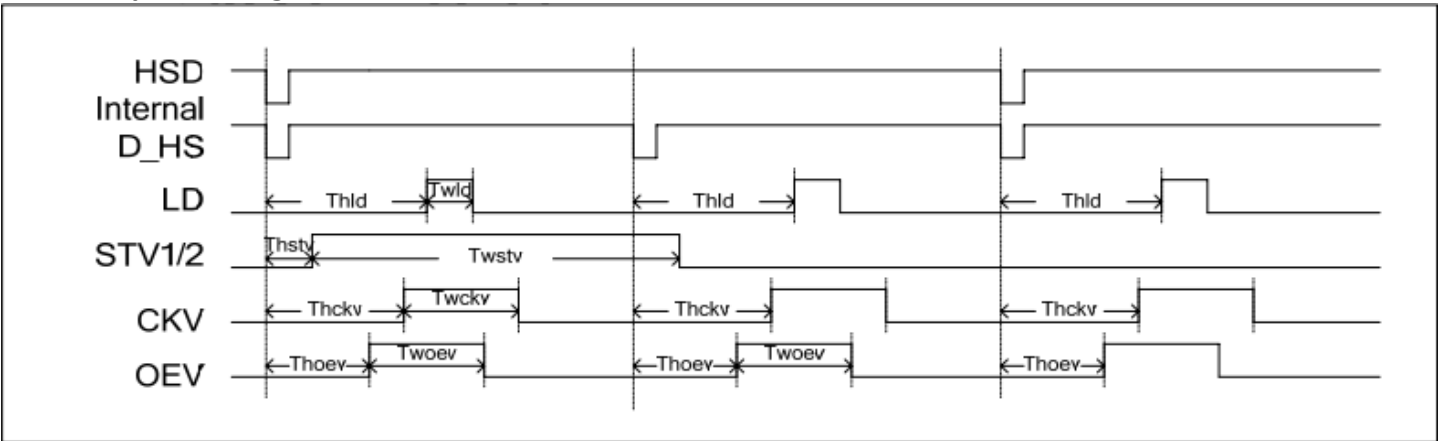 HSD
Internal
D_HS
LD Thld Twld Thld Thld
STV1/2 Thstv Twstv
CKV Thckv Twckv Thckv Thckv
OEV Thoev Twoev Thoev Twoev Thoev